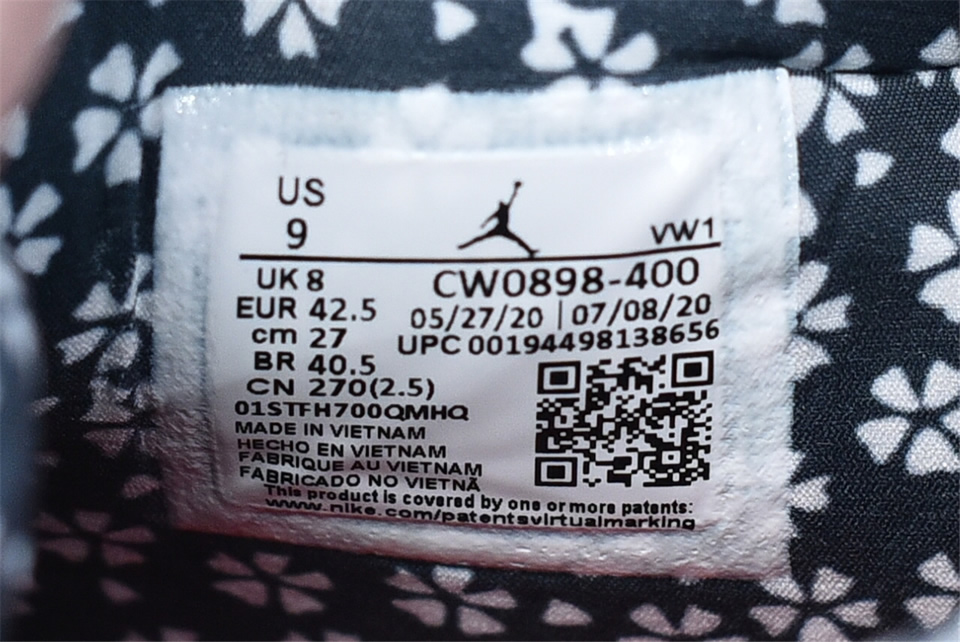 US
9
VW1
UK 8
EUR 42.5
cm 27
BR 40.5
CN 270(2.5)
CW0898-400
05/27/20 | 07/08/20
UPC 00194498138656
01STFH700QMHQ
MADE IN VIETNAM
HECHO EN VIETNAM
FABRIQUE AU VIETNAM
FABRICADO NO VIETNÃ
This product is covered by one or more patents:
www.nike.com/patentsvirtualmarking